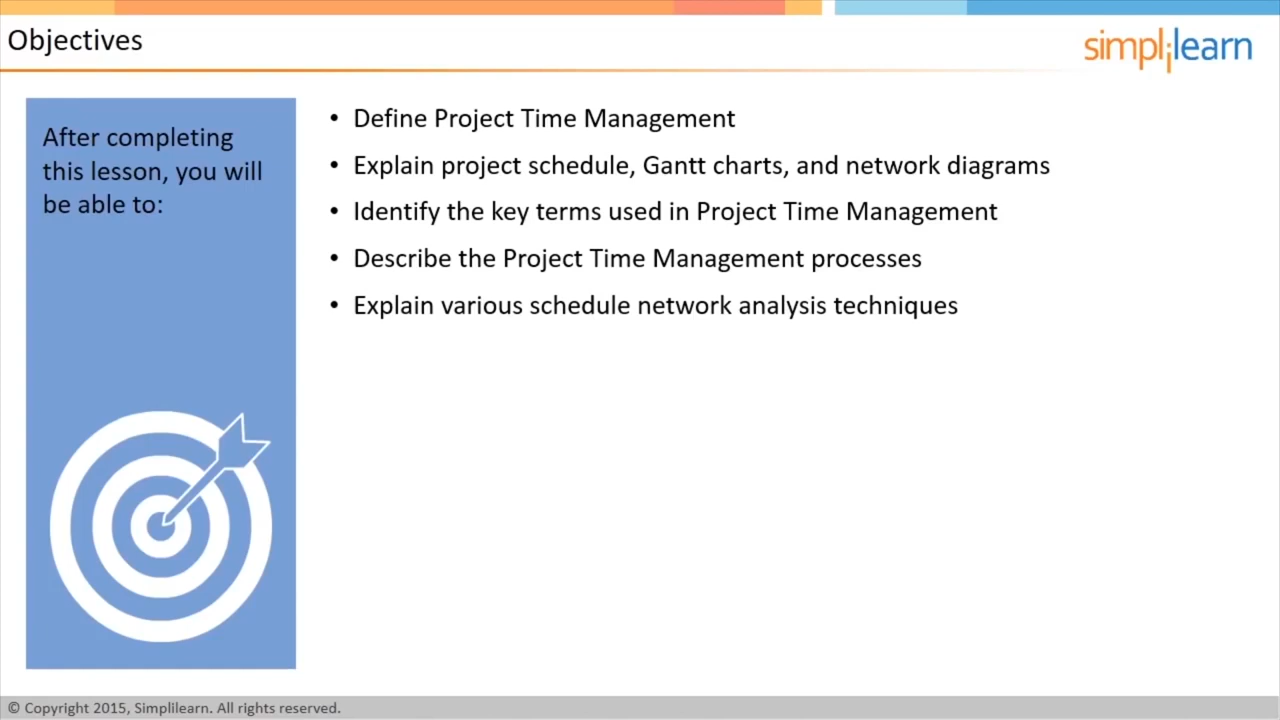 Objectives
simplilearn
After completing
this lesson, you will
be able to:
• Define Project Time Management
• Explain project schedule, Gantt charts, and network diagrams
• Identify the key terms used in Project Time Management
• Describe the Project Time Management processes
• Explain various schedule network analysis techniques
© Copyright 2015, Simplilearn. All rights reserved.